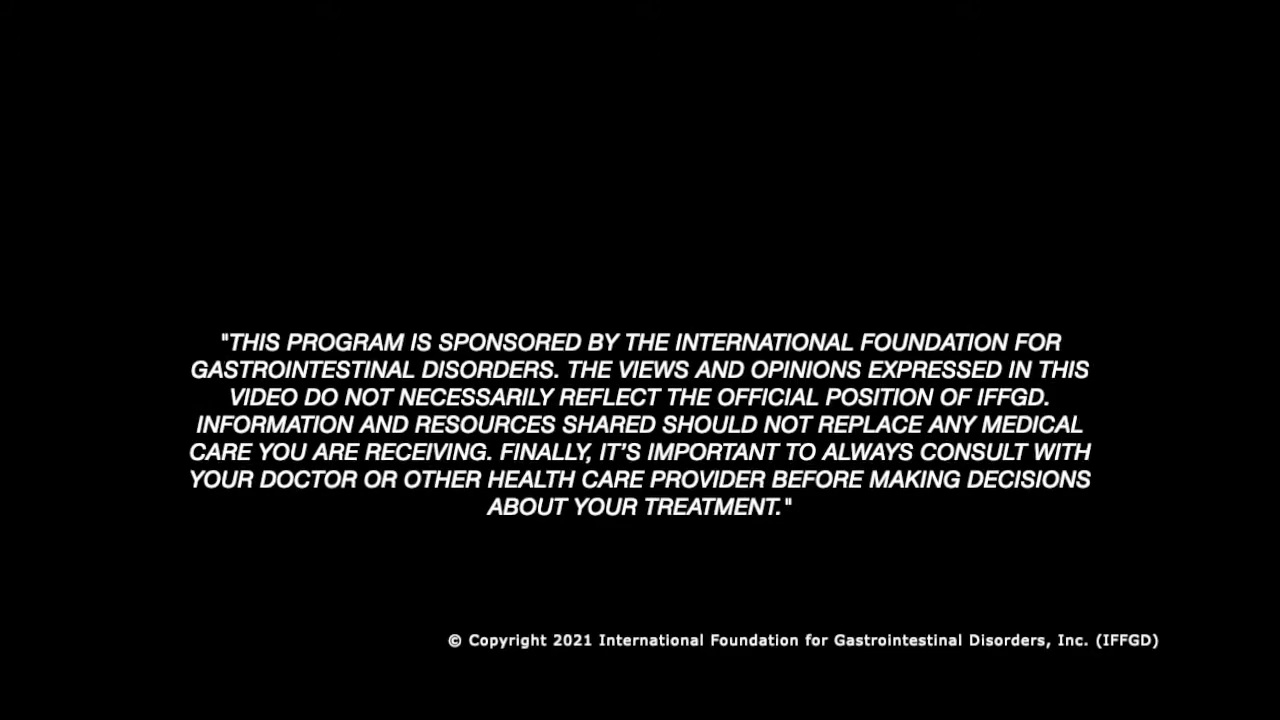 "THIS PROGRAM IS SPONSORED BY THE INTERNATIONAL FOUNDATION FOR
GASTROINTESTINAL DISORDERS. THE VIEWS AND OPINIONS EXPRESSED IN THIS
VIDEO DO NOT NECESSARILY REFLECT THE OFFICIAL POSITION OF IFFGD.
INFORMATION AND RESOURCES SHARED SHOULD NOT REPLACE ANY MEDICAL
CARE YOU ARE RECEIVING. FINALLY, IT’S IMPORTANT TO ALWAYS CONSULT WITH
YOUR DOCTOR OR OTHER HEALTH CARE PROVIDER BEFORE MAKING DECISIONS
ABOUT YOUR TREATMENT."
© Copyright 2021 International Foundation for Gastrointestinal Disorders, Inc. (IFFGD)